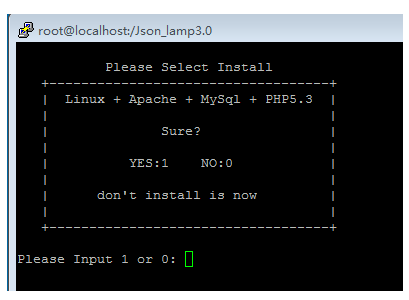 root@localhost:/Json_lamp3.0
Please Select Install
Linux + Apache + MySql + PHP5.3
Sure?
YES:1 NO:0
don't install is now
Please Input 1 or 0: